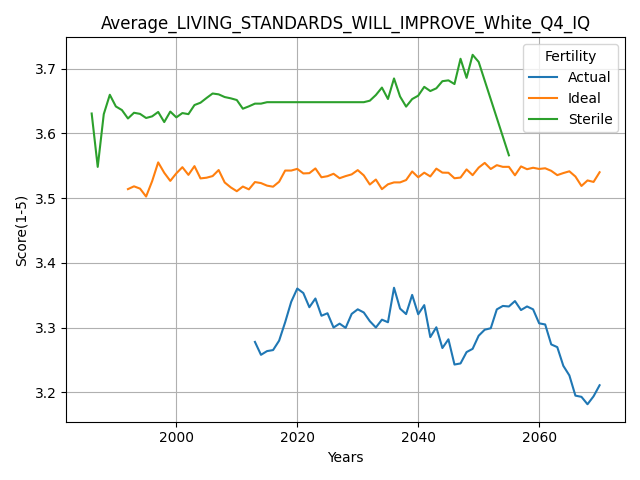 Average_LIVING_STANDARDS_WILL_IMPROVE_White_Q4_IQ
Fertility
Actual
Ideal
Sterile
Score(1-5)
3.7
3.6
3.5
3.4
3.3
3.2
2000 2020 2040 2060
Years